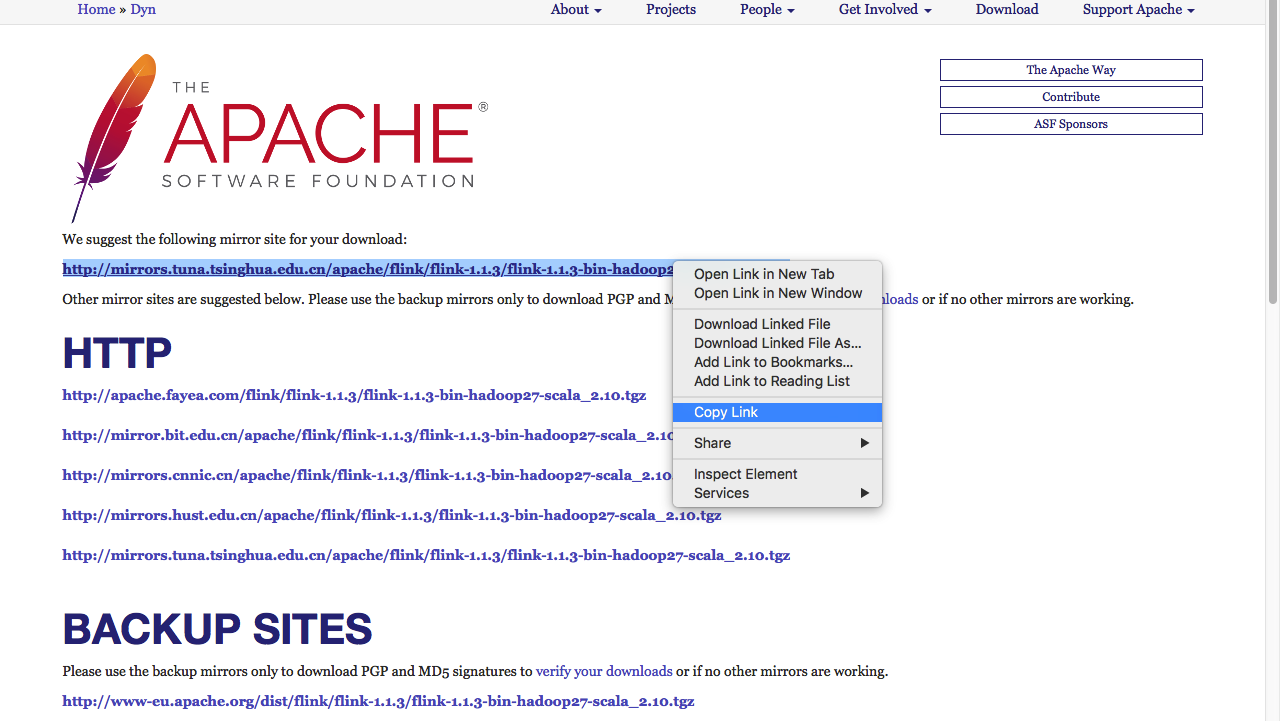 Home » Dyn
About Projects People Get Involved Download Support Apache
The Apache Way
Contribute
ASF Sponsors
THE
APACHE®
SOFTWARE FOUNDATION
We suggest the following mirror site for your download:
http://mirrors.tuna.tsinghua.edu.cn/apache/flink/flink-1.1.3/flink-1.1.3-bin-hadoop2
Other mirror sites are suggested below. Please use the backup mirrors only to download PGP and M nloads or if no other mirrors are working.
Open Link in New Tab
Open Link in New Window
Download Linked File
Download Linked File As...
Add Link to Bookmarks...
Add Link to Reading List
Copy Link
Share
Inspect Element
Services
HTTP
http://apache.fayea.com/flink/flink-1.1.3/flink-1.1.3-bin-hadoop27-scala_2.10.tgz
http://mirror.bit.edu.cn/apache/flink/flink-1.1.3/flink-1.1.3-bin-hadoop27-scala_2.10
http://mirrors.cnnic.cn/apache/flink/flink-1.1.3/flink-1.1.3-bin-hadoop27-scala_2.10.
http://mirrors.hust.edu.cn/apache/flink/flink-1.1.3/flink-1.1.3-bin-hadoop27-scala_2.10.tgz
http://mirrors.tuna.tsinghua.edu.cn/apache/flink/flink-1.1.3/flink-1.1.3-bin-hadoop27-scala_2.10.tgz
BACKUP SITES
Please use the backup mirrors only to download PGP and MD5 signatures to verify your downloads or if no other mirrors are working.
http://www-eu.apache.org/dist/flink/flink-1.1.3/flink-1.1.3-bin-hadoop27-scala_2.10.tgz